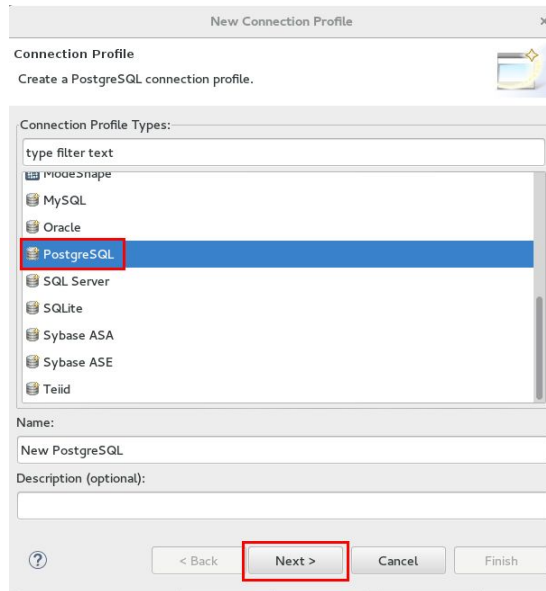 New Connection Profile
Connection Profile
Create a PostgreSQL connection profile.
Connection Profile Types:
type filter text
ModeShape
MySQL
Oracle
PostgreSQL
SQL Server
SQLite
Sybase ASA
Sybase ASE
Teiid
Name:
New PostgreSQL
Description (optional):
? < Back Next > Cancel Finish